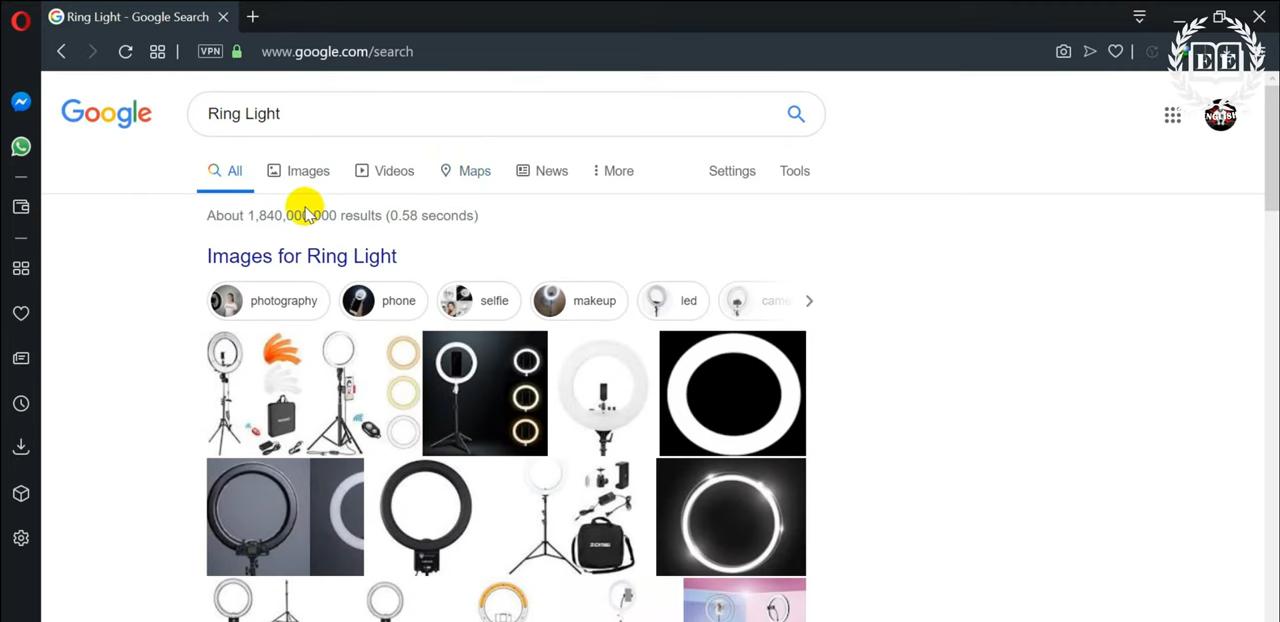 Ring Light - Google Search
VPN
www.google.com/search
E E
Google
Ring Light
ENGLISH
All Images Videos Maps News More Settings Tools
About 1,840,000,000 results (0.58 seconds)
Images for Ring Light
photography phone selfie makeup led came